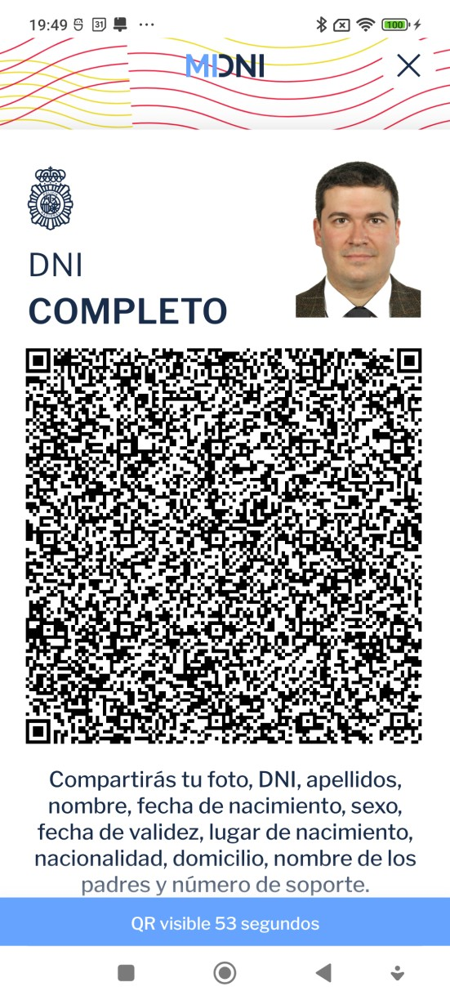 19:49
31
100
MIDNI
DNI
COMPLETO
Compartirás tu foto, DNI, apellidos,
nombre, fecha de nacimiento, sexo,
fecha de validez, lugar de nacimiento,
nacionalidad, domicilio, nombre de los
padres y número de soporte.
QR visible 53 segundos